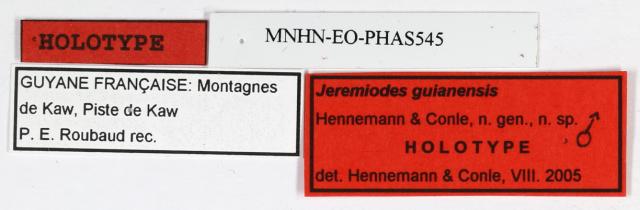 HOLOTYPE
MNHN-EO-PHAS545
GUYANE FRANÇAISE: Montagnes
de Kaw, Piste de Kaw
P. E. Roubaud rec.
Jeremiodes guianensis
Hennemann & Conle, n. gen., n. sp. ♂
HOLOTYPE
det. Hennemann & Conle, VIII. 2005